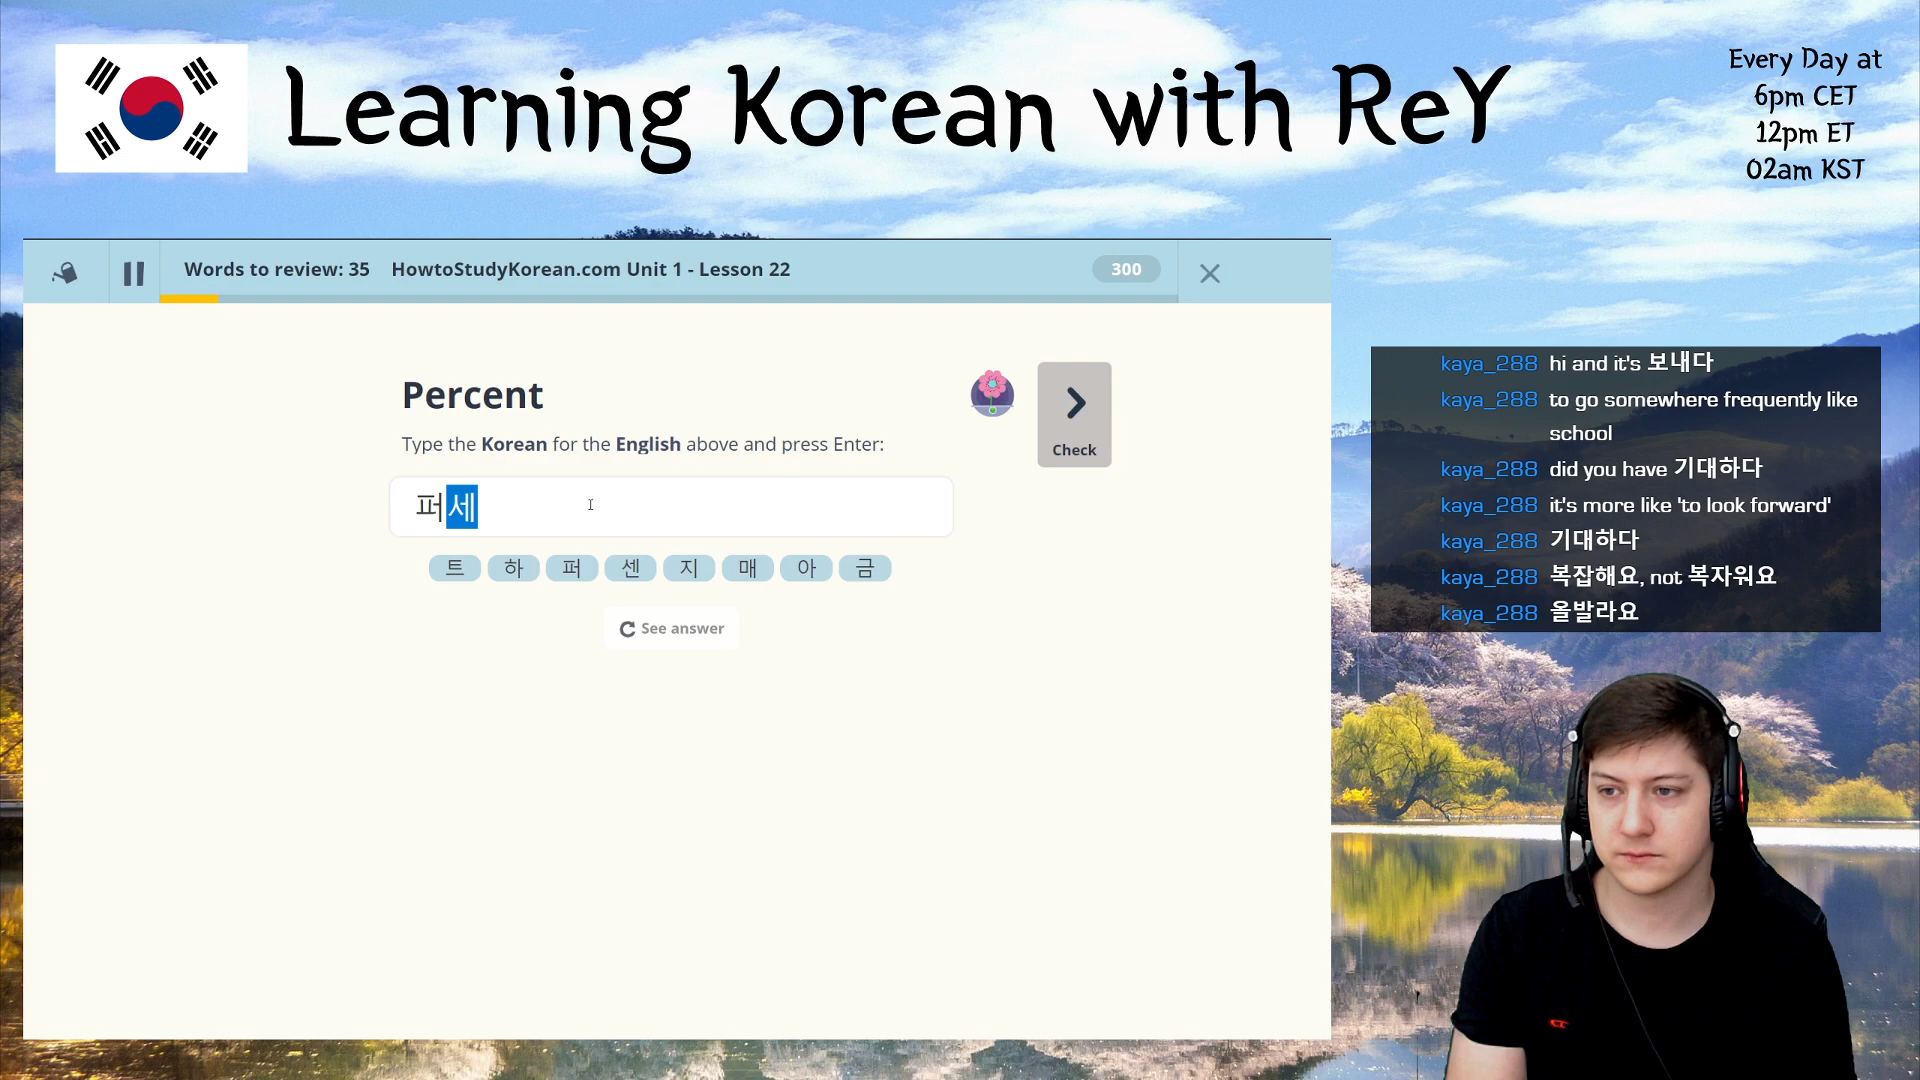 Learning Korean with ReY
Every Day at
6pm CET
12pm ET
02am KST
Words to review: 35 HowtoStudyKorean.com Unit 1 - Lesson 22 300
Percent
Type the Korean for the English above and press Enter:
퍼세
Check
트 하 퍼 센 지 매 아 금
See answer
kaya_288 hi and it's 보내다
kaya_288 to go somewhere frequently like
school
kaya_288 did you have 기대하다
kaya_288 it's more like 'to look forward'
kaya_288 기대하다
kaya_288 복잡해요, not 복자워요
kaya_288 올발라요